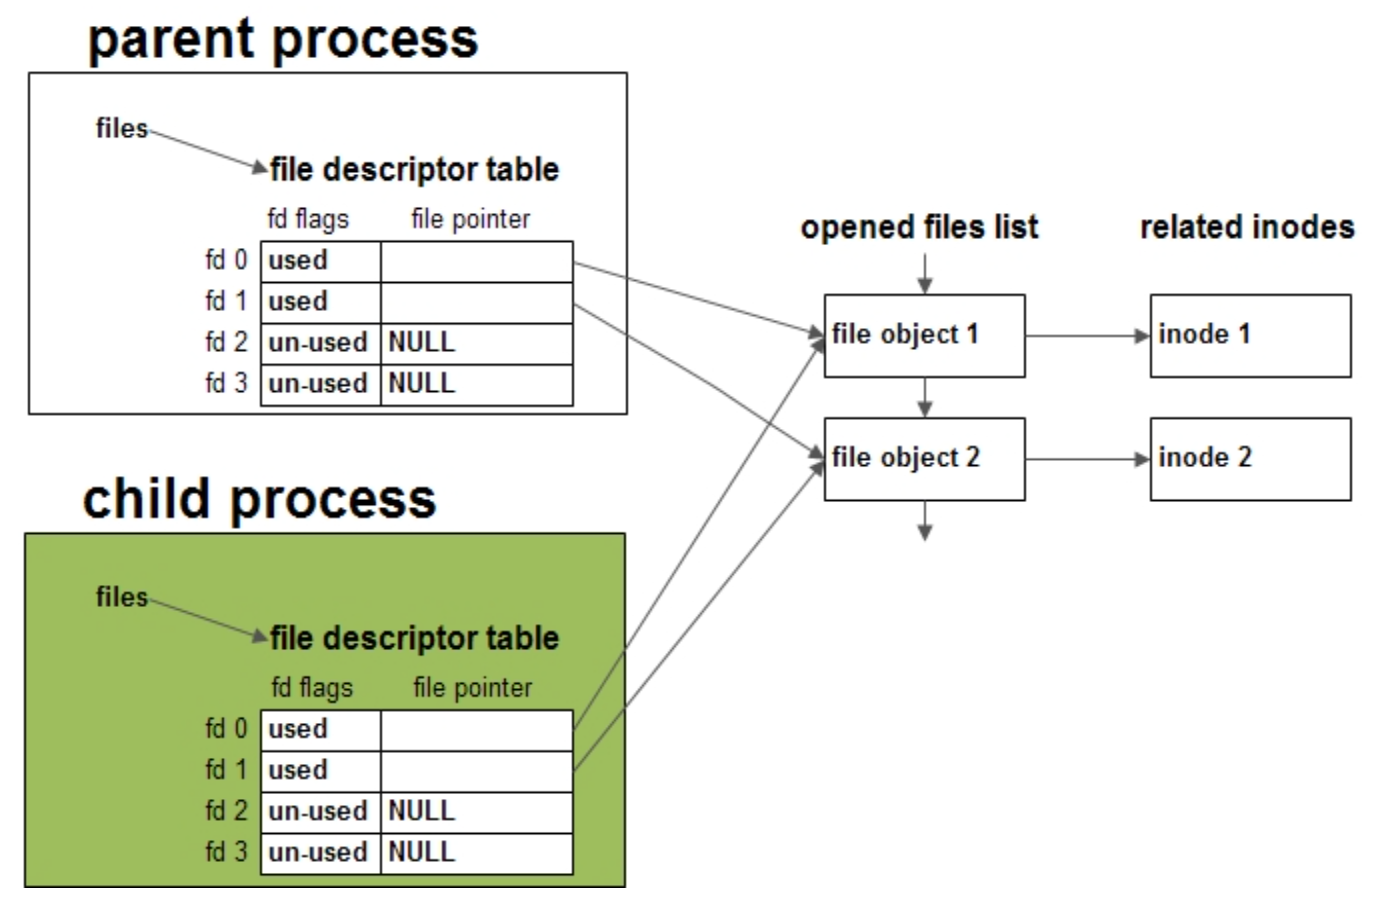 parent process
files
file descriptor table
fd flags file pointer
fd 0 used
fd 1 used
fd 2 un-used NULL
fd 3 un-used NULL
opened files list related inodes
file object 1 inode 1
file object 2 inode 2
child process
files
file descriptor table
fd flags file pointer
fd 0 used
fd 1 used
fd 2 un-used NULL
fd 3 un-used NULL